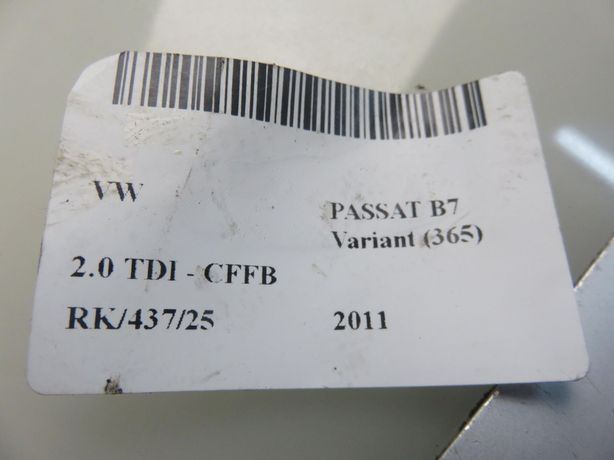 VW
PASSAT B7
Variant (365)
2.0 TDI - CFFB
RK/437/25
2011